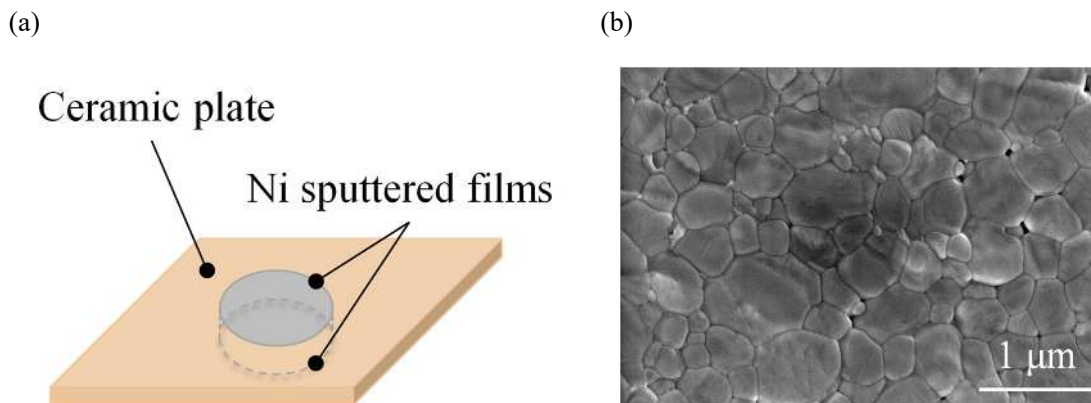 (a)
(b)
Ceramic plate
Ni sputtered films
1 μm